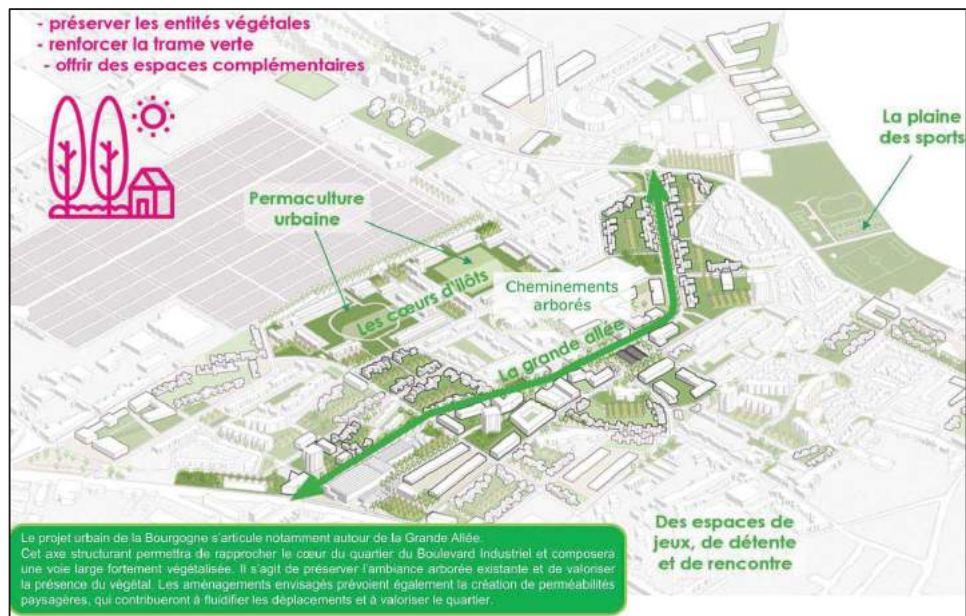 - préserver les entités végétales
- renforcer la trame verte
- offrir des espaces complémentaires
La plaine
des sports
Permaculture
urbaine
Les cœurs d'ilôts
Cheminements
arborés
La grande allée
Des espaces de
jeux, de détente
et de rencontre
Le projet urbain de la Bourgogne s'articule notamment autour de la Grande Allée.
Cet axe structurant permettra de rapprocher le cœur du quartier du Boulevard Industriel et composera
une voie large fortement végétalisée. Il s'agit de préserver l'ambiance arborée existante et de valoriser
la présence du végétal. Les aménagements envisagés prévoient également la création de perméabilités
paysagères, qui contribueront à fluidifier les déplacements et à valoriser le quartier.